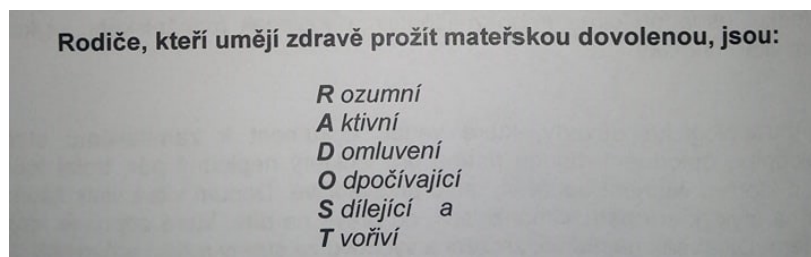 Rodiče, kteří umějí zdravě prožít mateřskou dovolenou, jsou:
R ozumní
A ktivní
D omluvení
O dpočívající
S dílející a
T vořiví